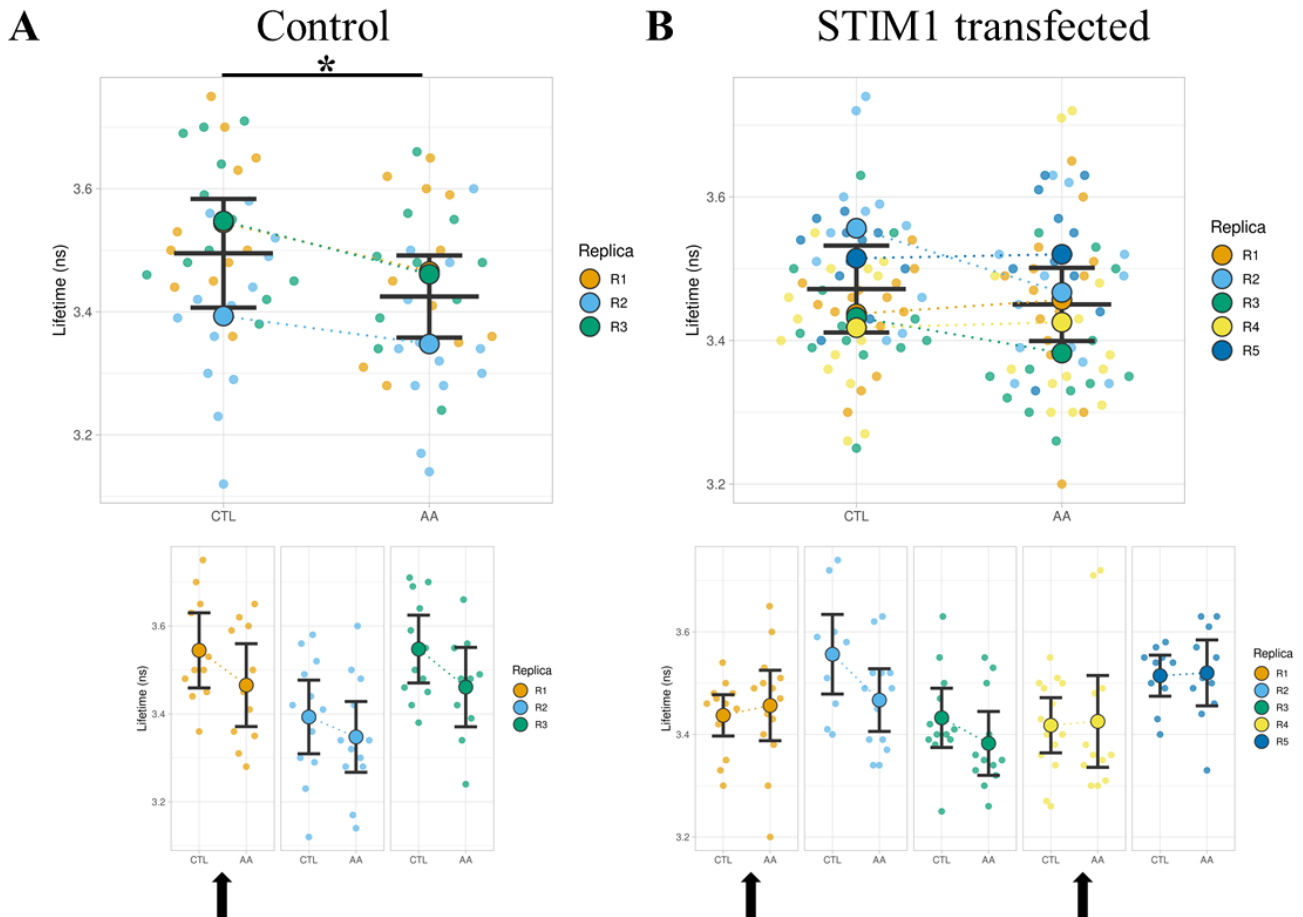 A Control
B STIM1 transfected
*
Lifetime (ns)
3.6
3.4
3.2
CTL AA
Replica
R1
R2
R3
Lifetime (ns)
3.6
3.4
3.2
CTL AA
Replica
R1
R2
R3
R4
R5
Lifetime (ns)
3.6
3.4
3.2
CTL AA CTL AA CTL AA
Replica
R1
R2
R3
Lifetime (ns)
3.6
3.4
3.2
CTL AA CTL AA CTL AA CTL AA CTL AA
Replica
R1
R2
R3
R4
R5